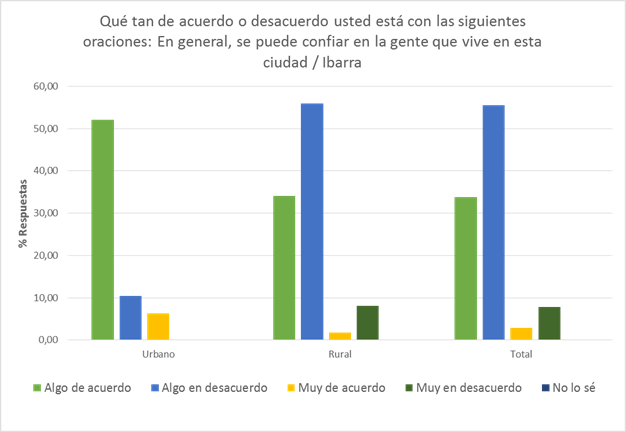 Qué tan de acuerdo o desacuerdo usted está con las siguientes
oraciones: En general, se puede confiar en la gente que vive en esta
ciudad / Ibarra
60,00
50,00
40,00
30,00
20,00
10,00
0,00
% Respuestas
Urbano Rural Total
Algo de acuerdo Algo en desacuerdo Muy de acuerdo Muy en desacuerdo No lo sé